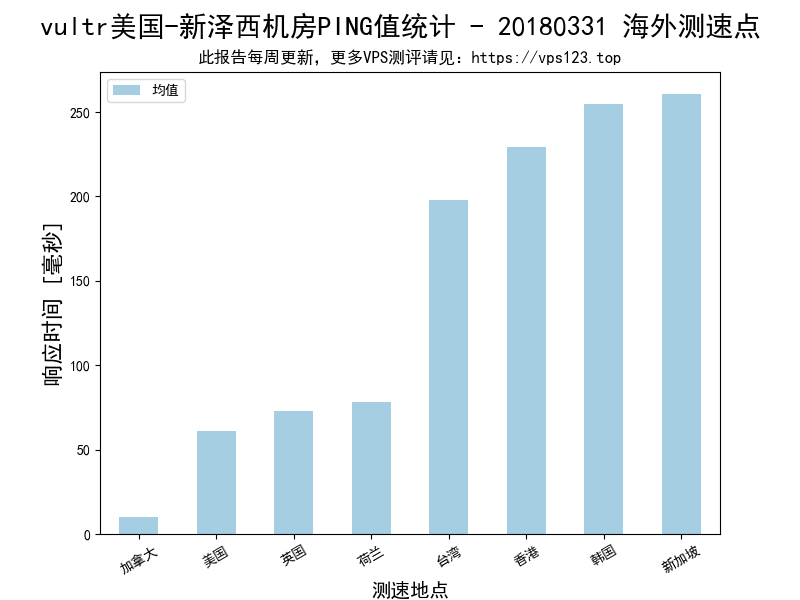 vultr美国-新泽西机房PING值统计 - 20180331 海外测速点
此报告每周更新，更多VPS测评请见：https://vps123.top
均值
响应时间 [毫秒]
250
200
150
100
50
0
加拿大 美国 英国 荷兰 台湾 香港 韩国 新加坡
测速地点